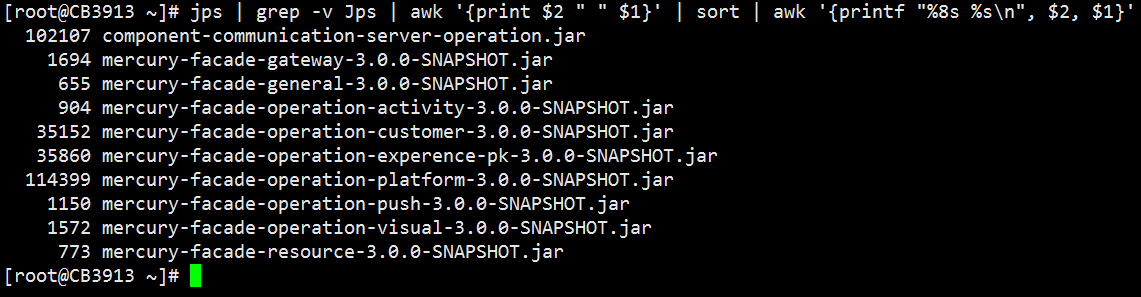 [root@CB3913 ~]# jps | grep -v Jps | awk '{print $2 " " $1}' | sort | awk '{printf "%8s %s\n", $2, $1}'
102107 component-communication-server-operation.jar
1694 mercury-facade-gateway-3.0.0-SNAPSHOT.jar
655 mercury-facade-general-3.0.0-SNAPSHOT.jar
904 mercury-facade-operation-activity-3.0.0-SNAPSHOT.jar
35152 mercury-facade-operation-customer-3.0.0-SNAPSHOT.jar
35860 mercury-facade-operation-experence-pk-3.0.0-SNAPSHOT.jar
114399 mercury-facade-operation-platform-3.0.0-SNAPSHOT.jar
1150 mercury-facade-operation-push-3.0.0-SNAPSHOT.jar
1572 mercury-facade-operation-visual-3.0.0-SNAPSHOT.jar
773 mercury-facade-resource-3.0.0-SNAPSHOT.jar
[root@CB3913 ~]#